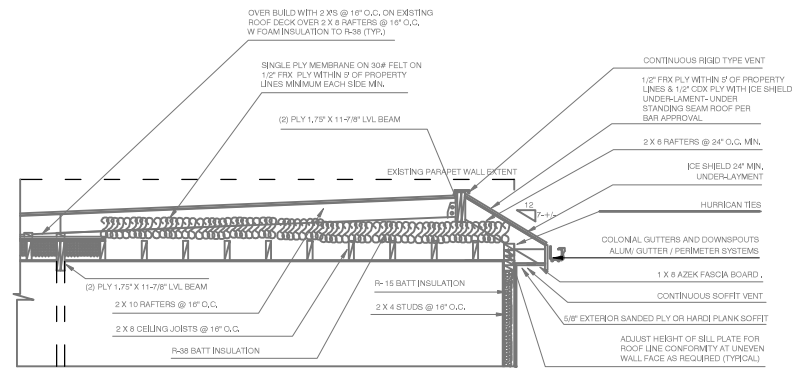 OVER BUILD WITH 2 X'S @ 16" O.C. ON EXISTING
ROOF DECK OVER 2 X 8 RAFTERS @ 16" O.C.
W FOAM INSULATION TO R-38 (TYP.)
SINGLE PLY MEMBRANE ON 30# FELT ON
1/2" FRX PLY WITHIN 5' OF PROPERTY
LINES MINIMUM EACH SIDE MIN.
(2) PLY 1.75" X 11-7/8" LVL BEAM
EXISTING PARAPET WALL EXTENT
CONTINUOUS RIGID TYPE VENT
1/2" FRX PLY WITHIN 5' OF PROPERTY
LINES & 1/2" CDX PLY WITH ICE SHIELD
UNDER-LAMENT- UNDER
STANDING SEAM ROOF PER
BAR APPROVAL
2 X 6 RAFTERS @ 24" O.C. MIN.
ICE SHIELD 24" MIN.
UNDER-LAYMENT
12
7-+/-
HURRICAN TIES
COLONIAL GUTTERS AND DOWNSPOUTS
ALUM/ GUTTER / PERIMETER SYSTEMS
1 X 8 AZEK FASCIA BOARD .
CONTINUOUS SOFFIT VENT
5/8" EXTERIOR SANDED PLY OR HARDI PLANK SOFFIT
ADJUST HEIGHT OF SILL PLATE FOR
ROOF LINE CONFORMITY AT UNEVEN
WALL FACE AS REQUIRED (TYPICAL)
(2) PLY 1.75" X 11-7/8" LVL BEAM
2 X 10 RAFTERS @ 16" O.C.
2 X 8 CEILING JOISTS @ 16" O.C.
R-38 BATT INSULATION
R- 15 BATT INSULATION
2 X 4 STUDS @ 16" O.C.